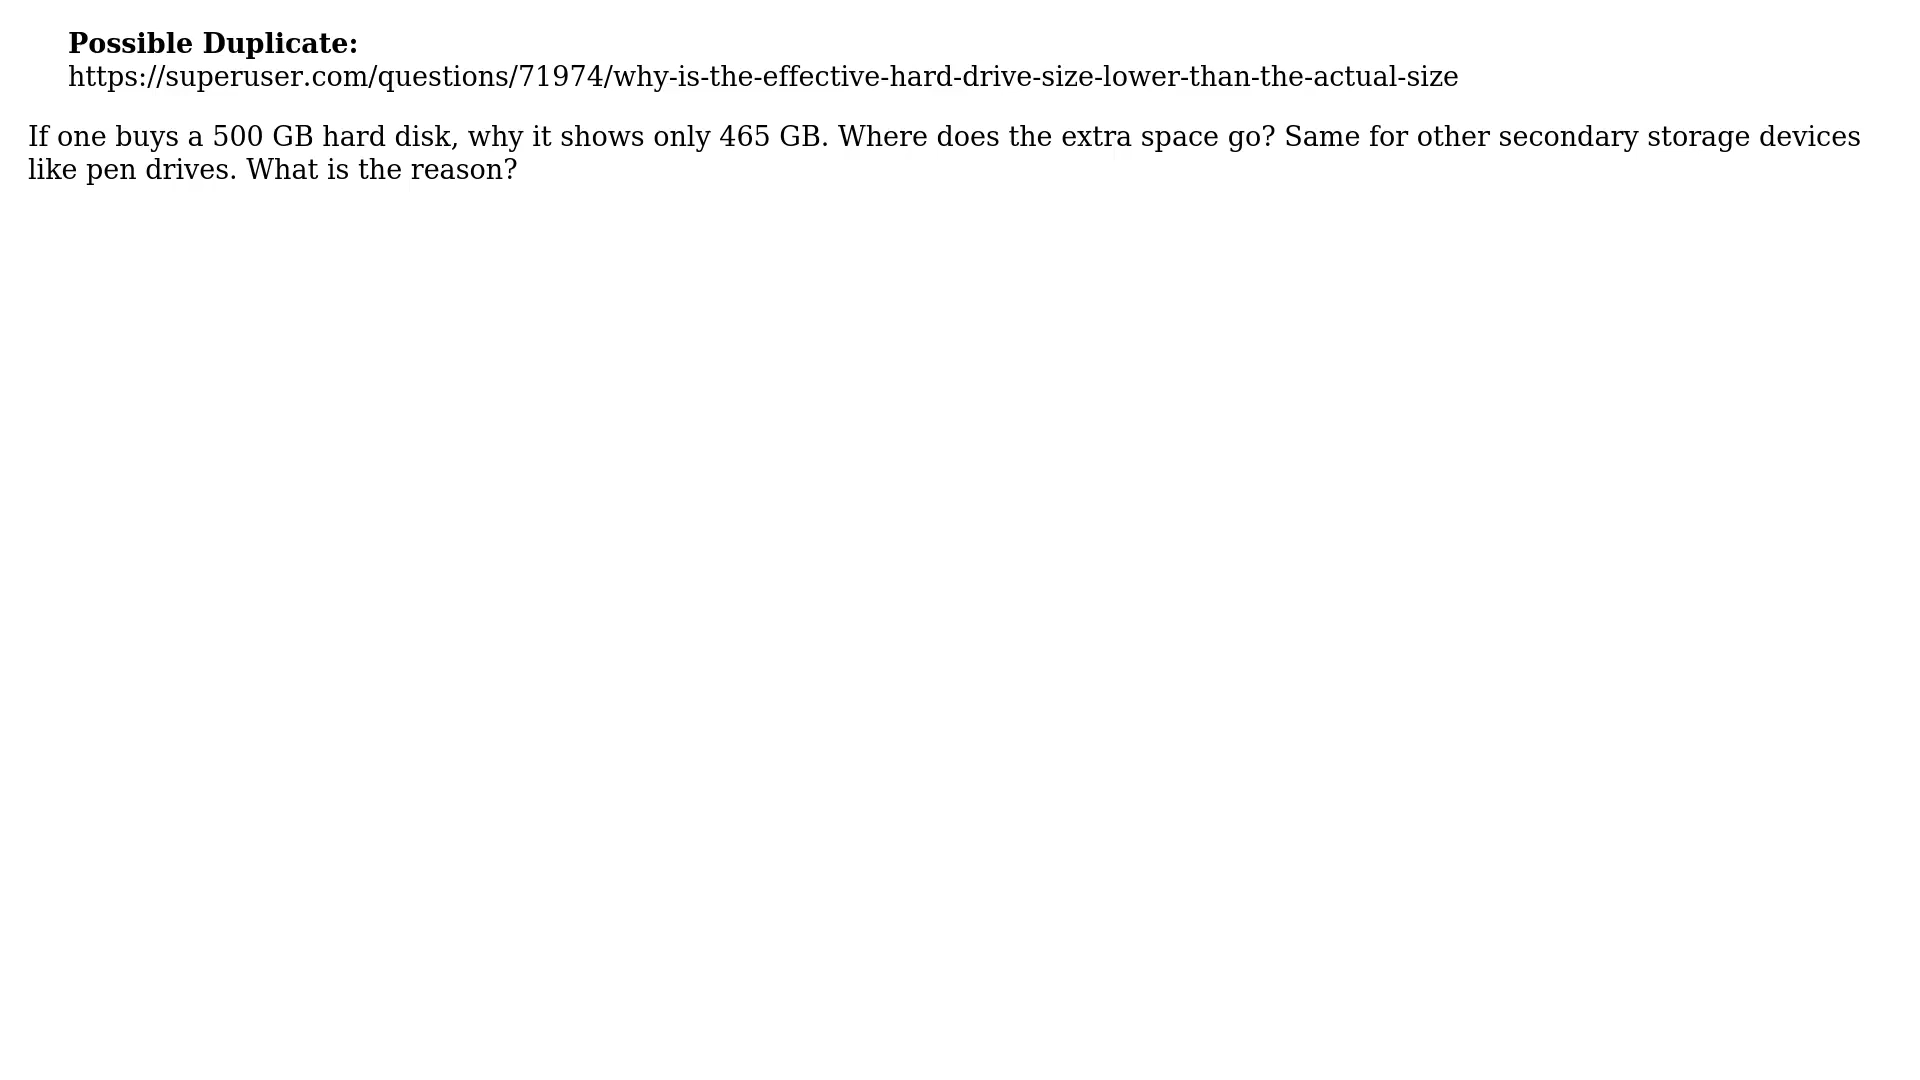 Possible Duplicate:
https://superuser.com/questions/71974/why-is-the-effective-hard-drive-size-lower-than-the-actual-size
If one buys a 500 GB hard disk, why it shows only 465 GB. Where does the extra space go? Same for other secondary storage devices
like pen drives. What is the reason?